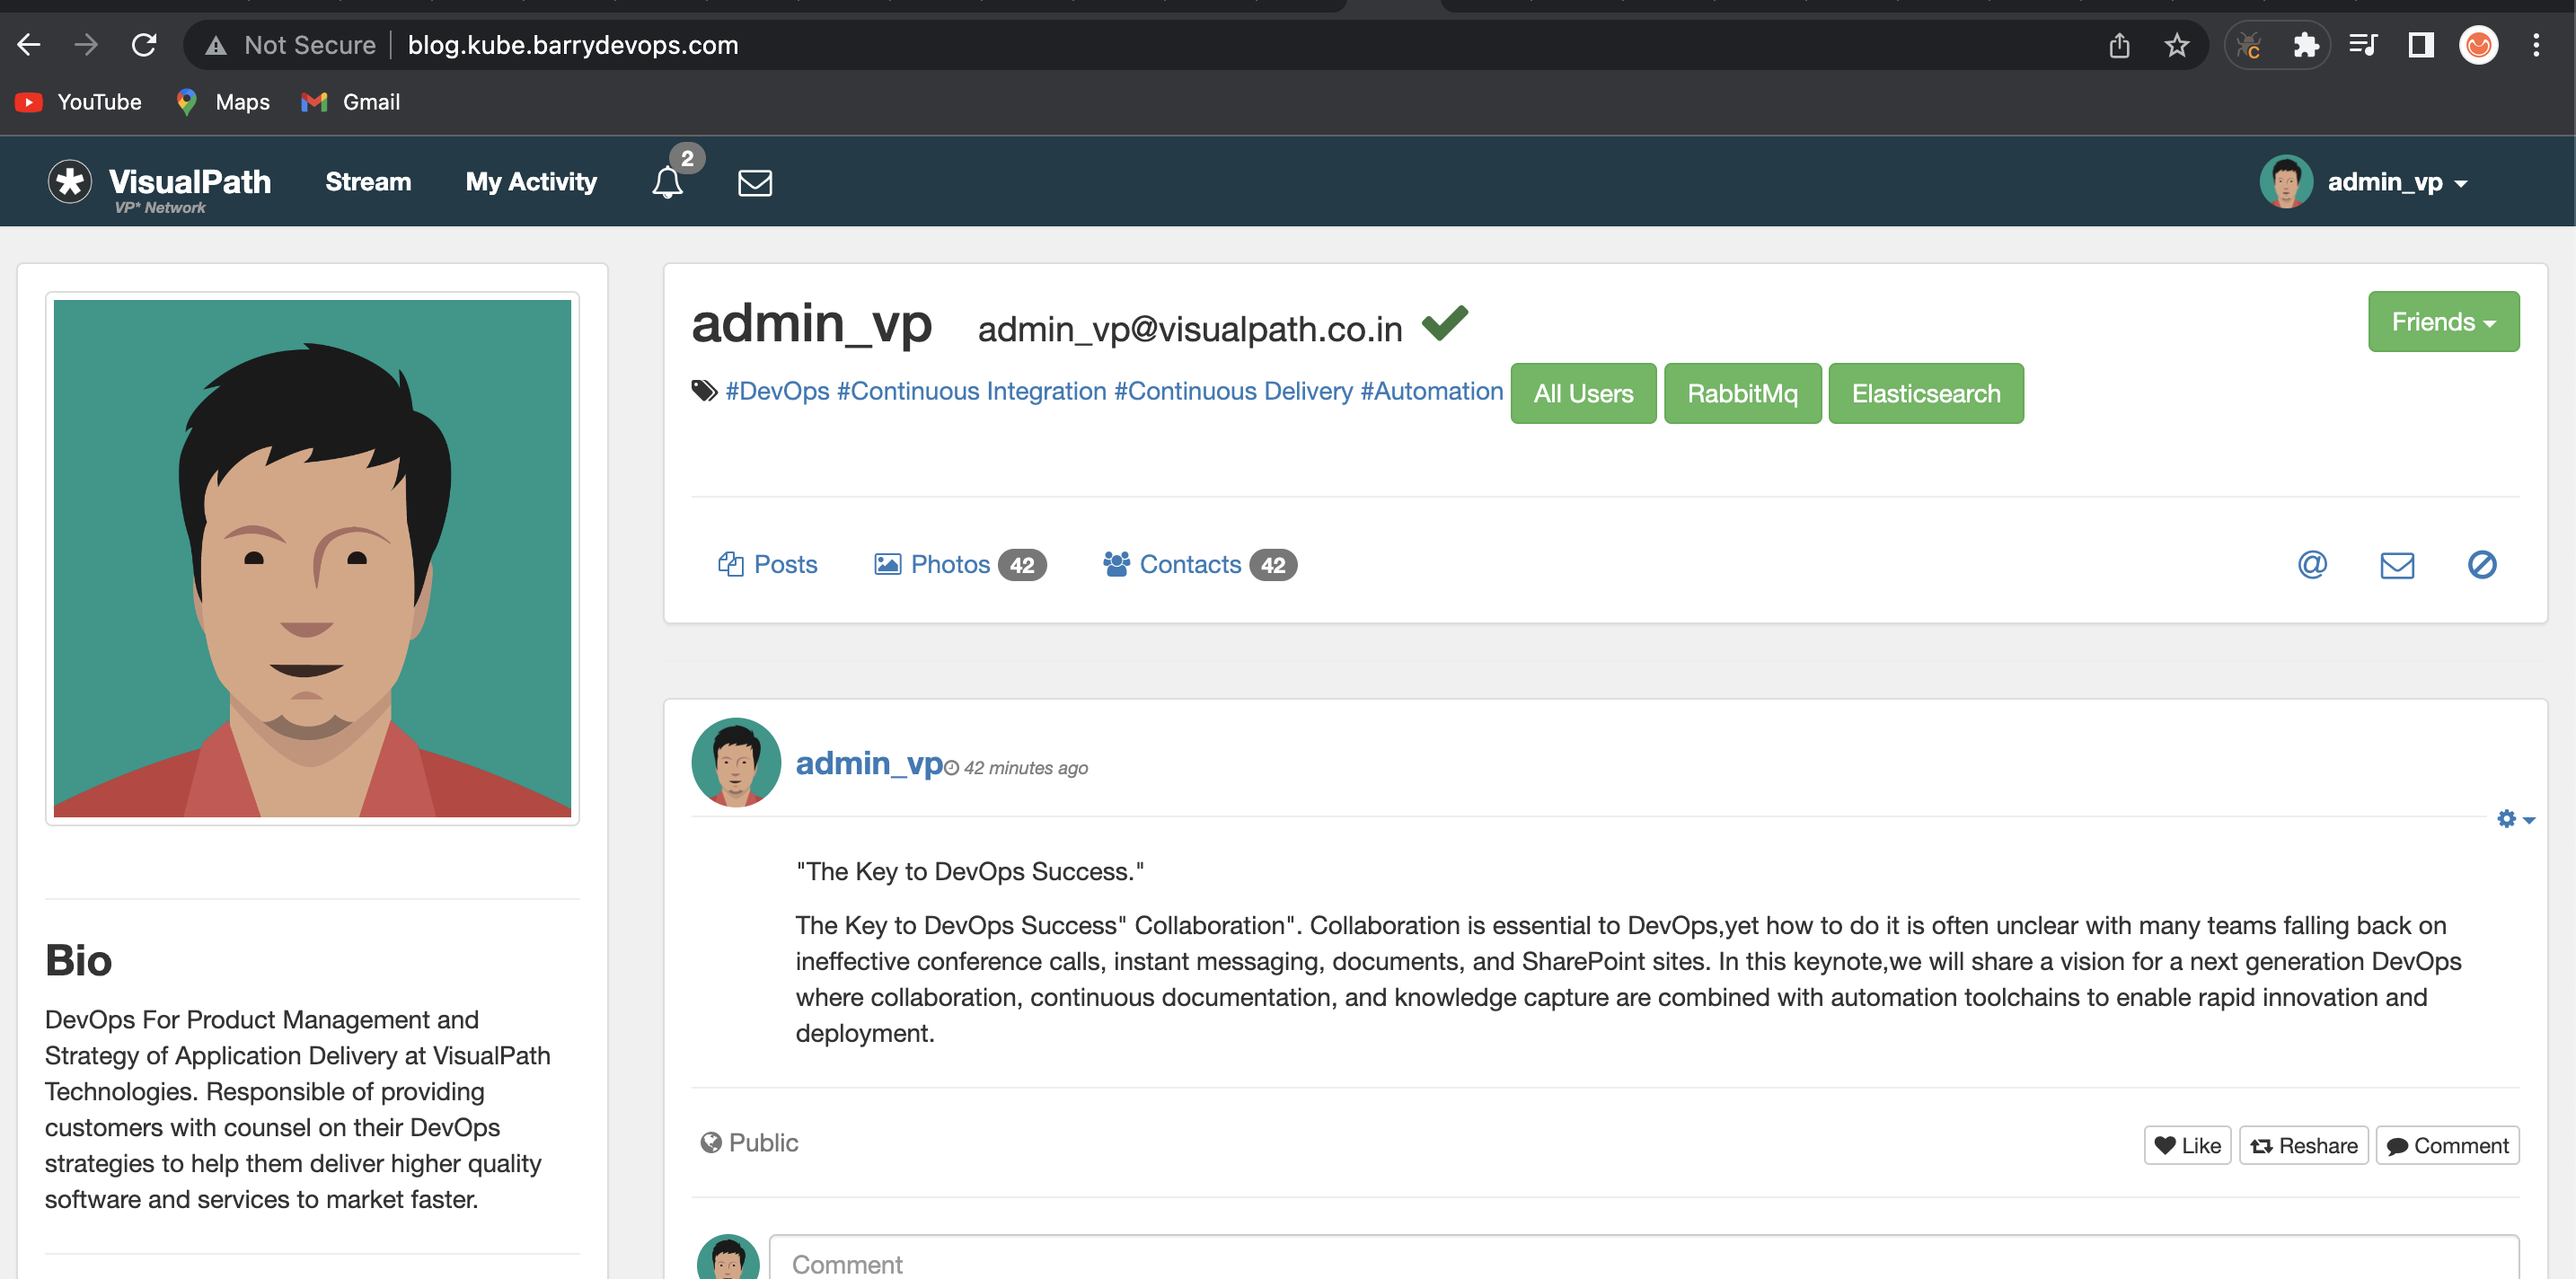 Not Secure blog.kube.barrydevops.com
C
YouTube Maps Gmail
VisualPath
VP* Network
Stream My Activity 2 admin_vp
admin_vp admin_vp@visualpath.co.in Friends
#DevOps #Continuous Integration #Continuous Delivery #Automation All Users RabbitMq Elasticsearch
Posts Photos 42 Contacts 42 @
admin_vp 42 minutes ago
"The Key to DevOps Success."
The Key to DevOps Success" Collaboration". Collaboration is essential to DevOps,yet how to do it is often unclear with many teams falling back on
ineffective conference calls, instant messaging, documents, and SharePoint sites. In this keynote,we will share a vision for a next generation DevOps
where collaboration, continuous documentation, and knowledge capture are combined with automation toolchains to enable rapid innovation and
deployment.
Public Like Reshare Comment
Comment
Bio
DevOps For Product Management and
Strategy of Application Delivery at VisualPath
Technologies. Responsible of providing
customers with counsel on their DevOps
strategies to help them deliver higher quality
software and services to market faster.